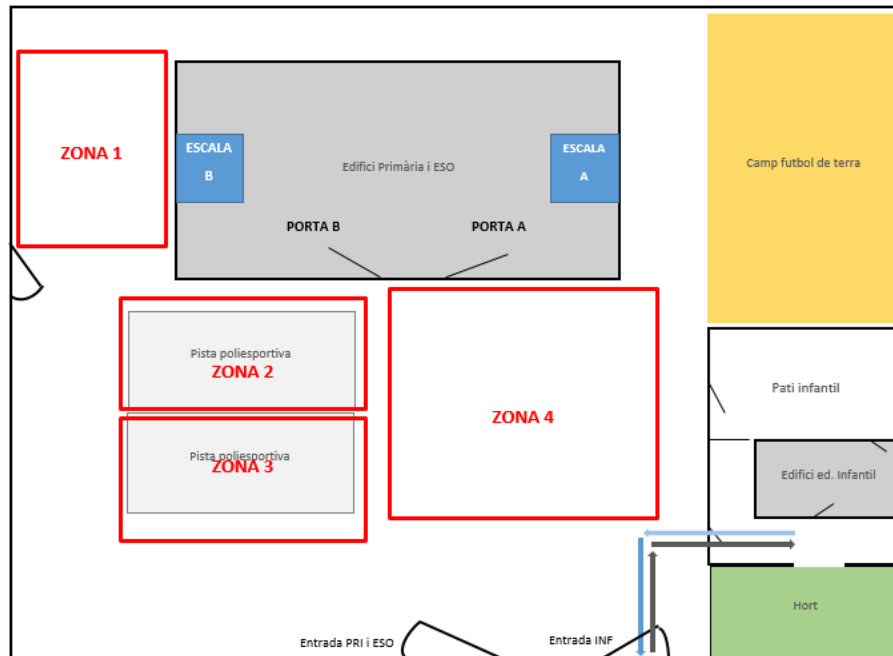 ZONA 1
ESCALA
B
Edifici Primària i ESO
ESCALA
A
Camp futbol de terra
PORTA B
PORTA A
Pista poliesportiva
ZONA 2
Pati infantil
ZONA 4
Pista poliesportiva
ZONA 3
Edifici ed. Infantil
Hort
Entrada PRI i ESO
Entrada INF